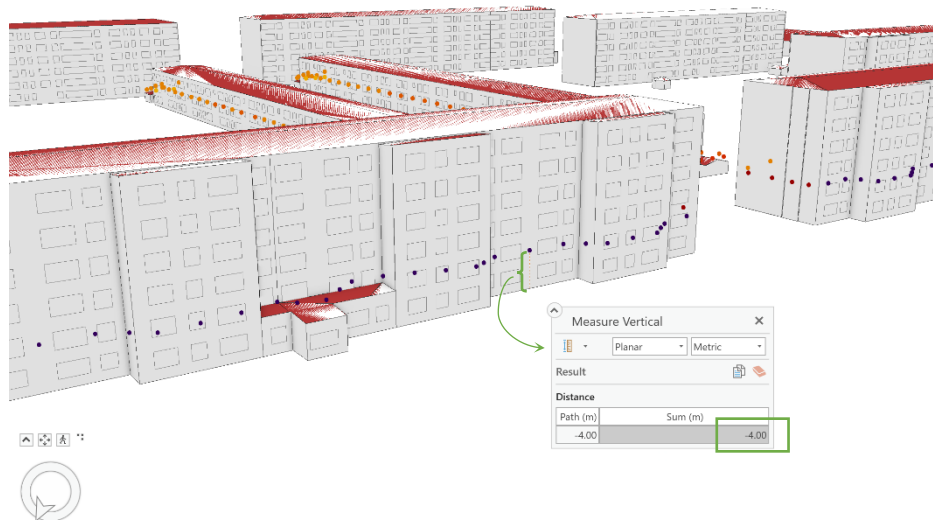 Measure Vertical
Planar Metric
Result
Distance
Path (m) Sum (m)
-4.00 -4.00